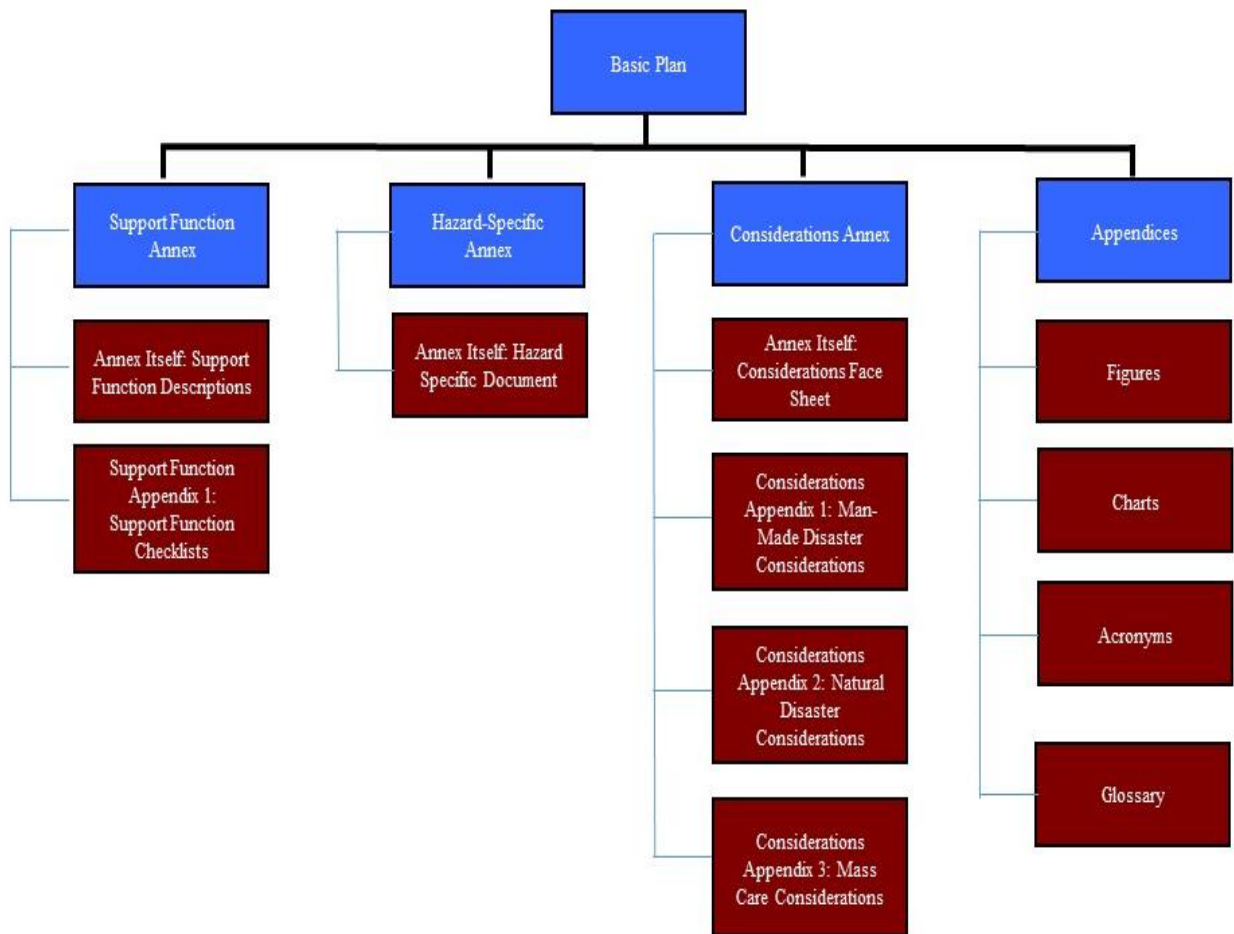 Basic Plan
Support Function
Annex
Hazard-Specific
Annex
Considerations Annex
Appendices
Annex Itself: Support
Function Descriptions
Support Function
Appendix 1:
Support Function
Checklists
Annex Itself: Hazard
Specific Document
Annex Itself:
Considerations Face
Sheet
Considerations
Appendix 1: Man-
Made Disaster
Considerations
Considerations
Appendix 2: Natural
Disaster
Considerations
Considerations
Appendix 3: Mass
Care Considerations
Figures
Charts
Acronyms
Glossary